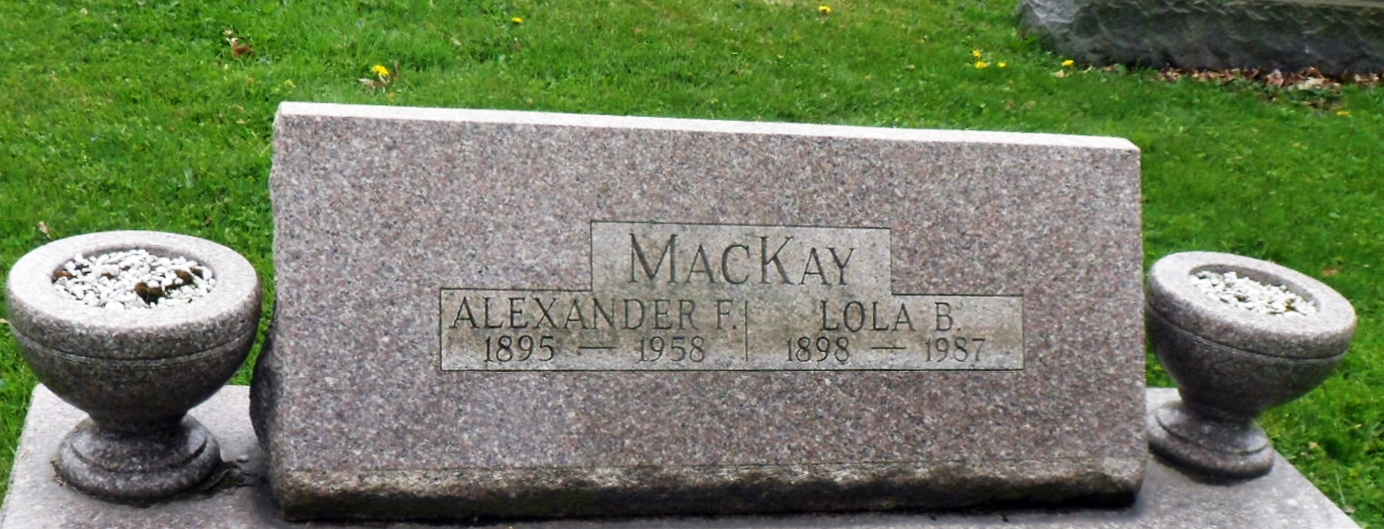 MACKAY
ALEXANDER F.
1895 — 1958
LOLA B.
1898 — 1987